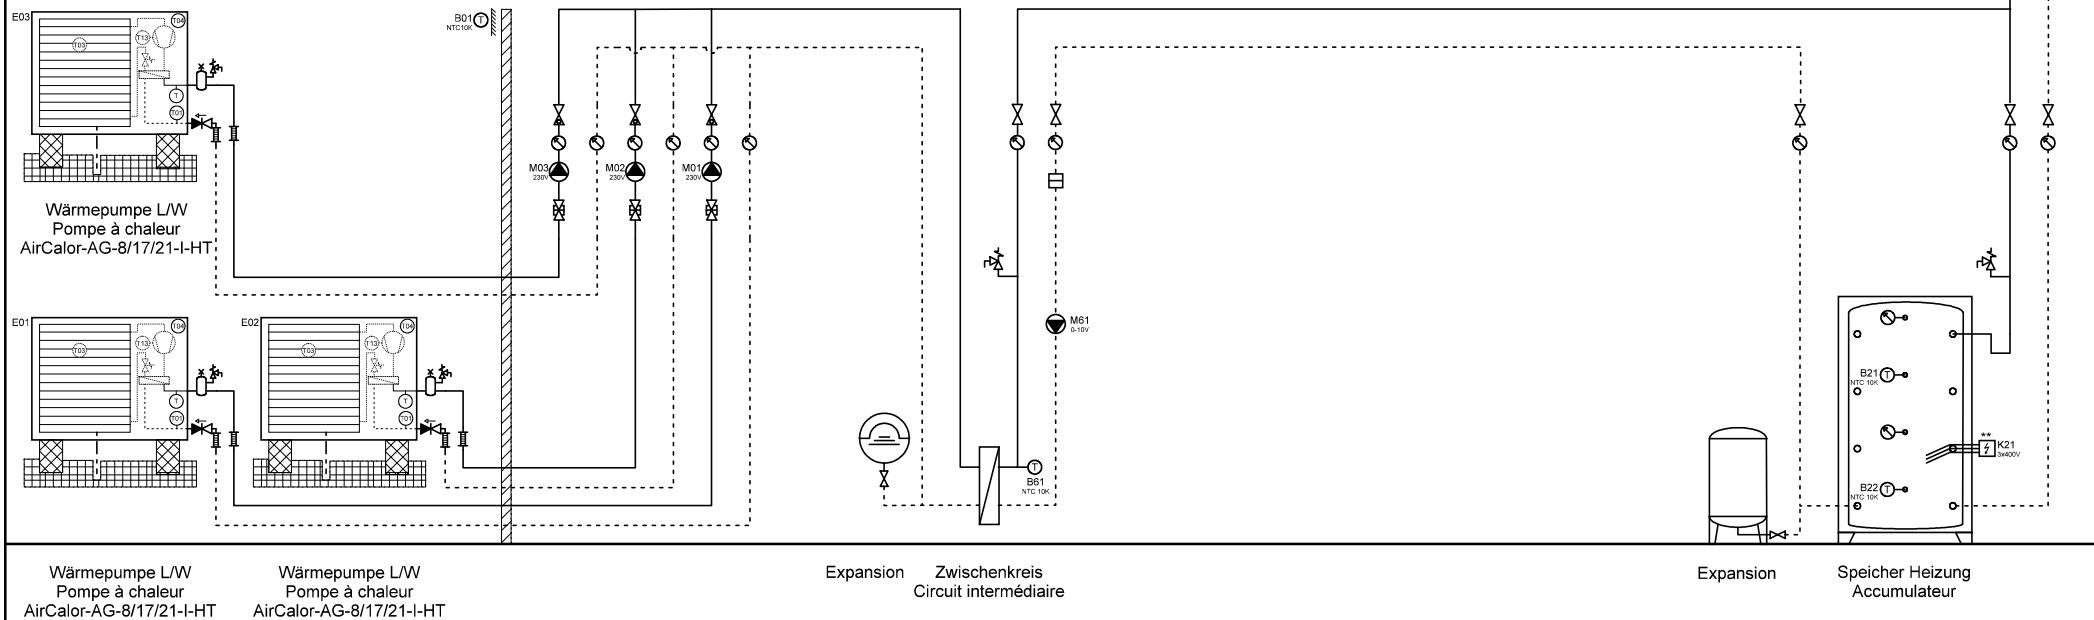 E03
T04
T13
T03
T
T01
B01
T
NTC10K
M03
230V
M02
230V
M01
230V
Wärmepumpe L/W
Pompe à chaleur
AirCalor-AG-8/17/21-I-HT
E01
T04
T13
T03
T
T01
E02
T04
T13
T03
T
T01
M61
0-10V
T
B61
NTC 10K
B21
T
NTC 10K
**
K21
3x400V
B22
T
NTC 10K
Wärmepumpe L/W
Pompe à chaleur
AirCalor-AG-8/17/21-I-HT
Wärmepumpe L/W
Pompe à chaleur
AirCalor-AG-8/17/21-I-HT
Expansion
Zwischenkreis
Circuit intermédiaire
Expansion
Speicher Heizung
Accumulateur